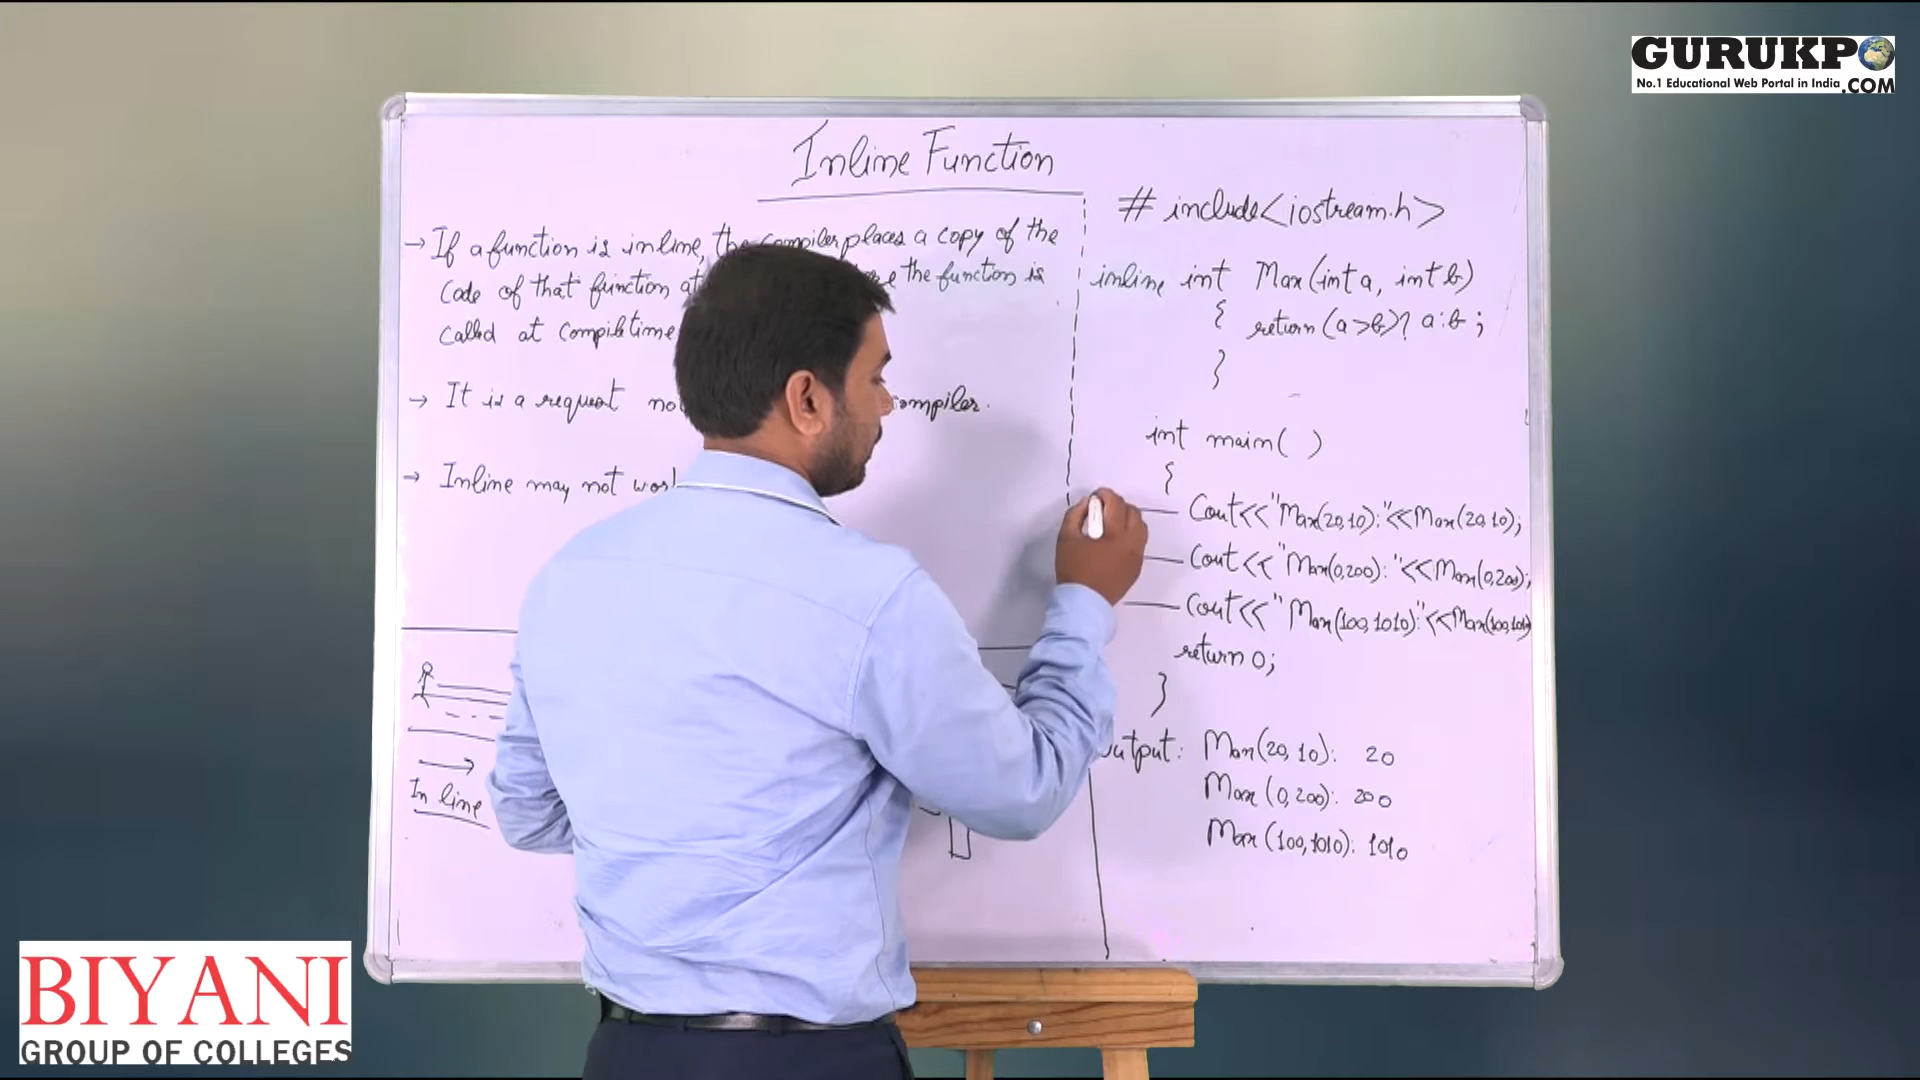 GURUKPO
No.1 Educational Web Portal in India .COM
Inline Function
→ If a function is inline, the compiler places a copy of the
code of that function at the function is
called at compiletime
→ It is a request compiler.
→ Inline may not work
In line
# include<iostream.h>
inline int Max(int a, int b)
{ return (a>b)? a:b ;
}
int main( )
{
Cout<<"Max(20,10):"<<Max(20,10);
Cout<<"Max(0,200):"<<Max(0,200);
Cout<<"Max(100,1010):"<<Max(100,1010)
return 0;
}
output: Max(20,10): 20
Max (0,200): 200
Max (100,1010): 1010
BIYANI
GROUP OF COLLEGES